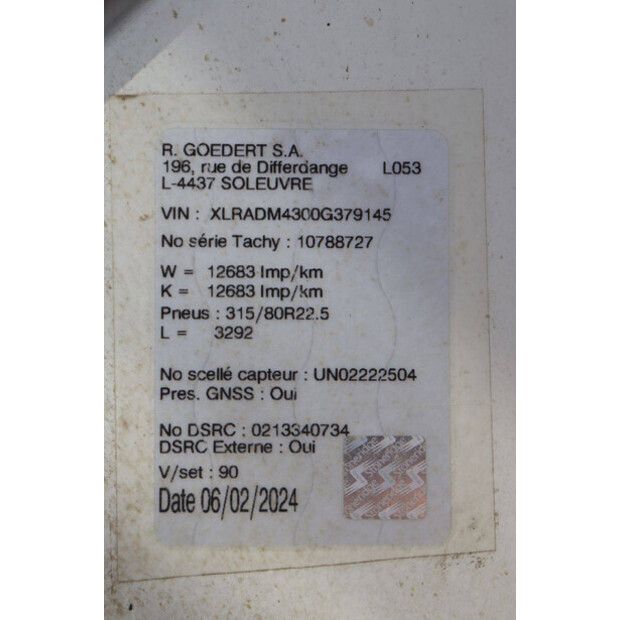 R. GOEDERT S.A.
196, rue de Differdange L053
L-4437 SOLEUVRE
VIN : XLRADM4300G379145
No série Tachy : 10788727
W = 12683 Imp/km
K = 12683 Imp/km
Pneus : 315/80R22.5
L = 3292
No scellé capteur : UN02222504
Pres. GNSS : Oui
No DSRC : 0213340734
DSRC Externe : Oui
V/set : 90
Date 06/02/2024